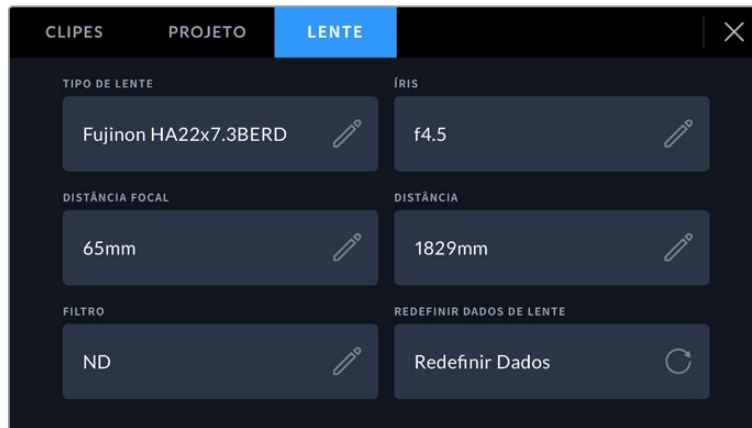 CLIPES PROJETO LENTE
TIPO DE LENTE ÍRIS
Fujinon HA22x7.3BERD f4.5
DISTÂNCIA FOCAL DISTÂNCIA
65mm 1829mm
FILTRO REDEFINIR DADOS DE LENTE
ND Redefinir Dados